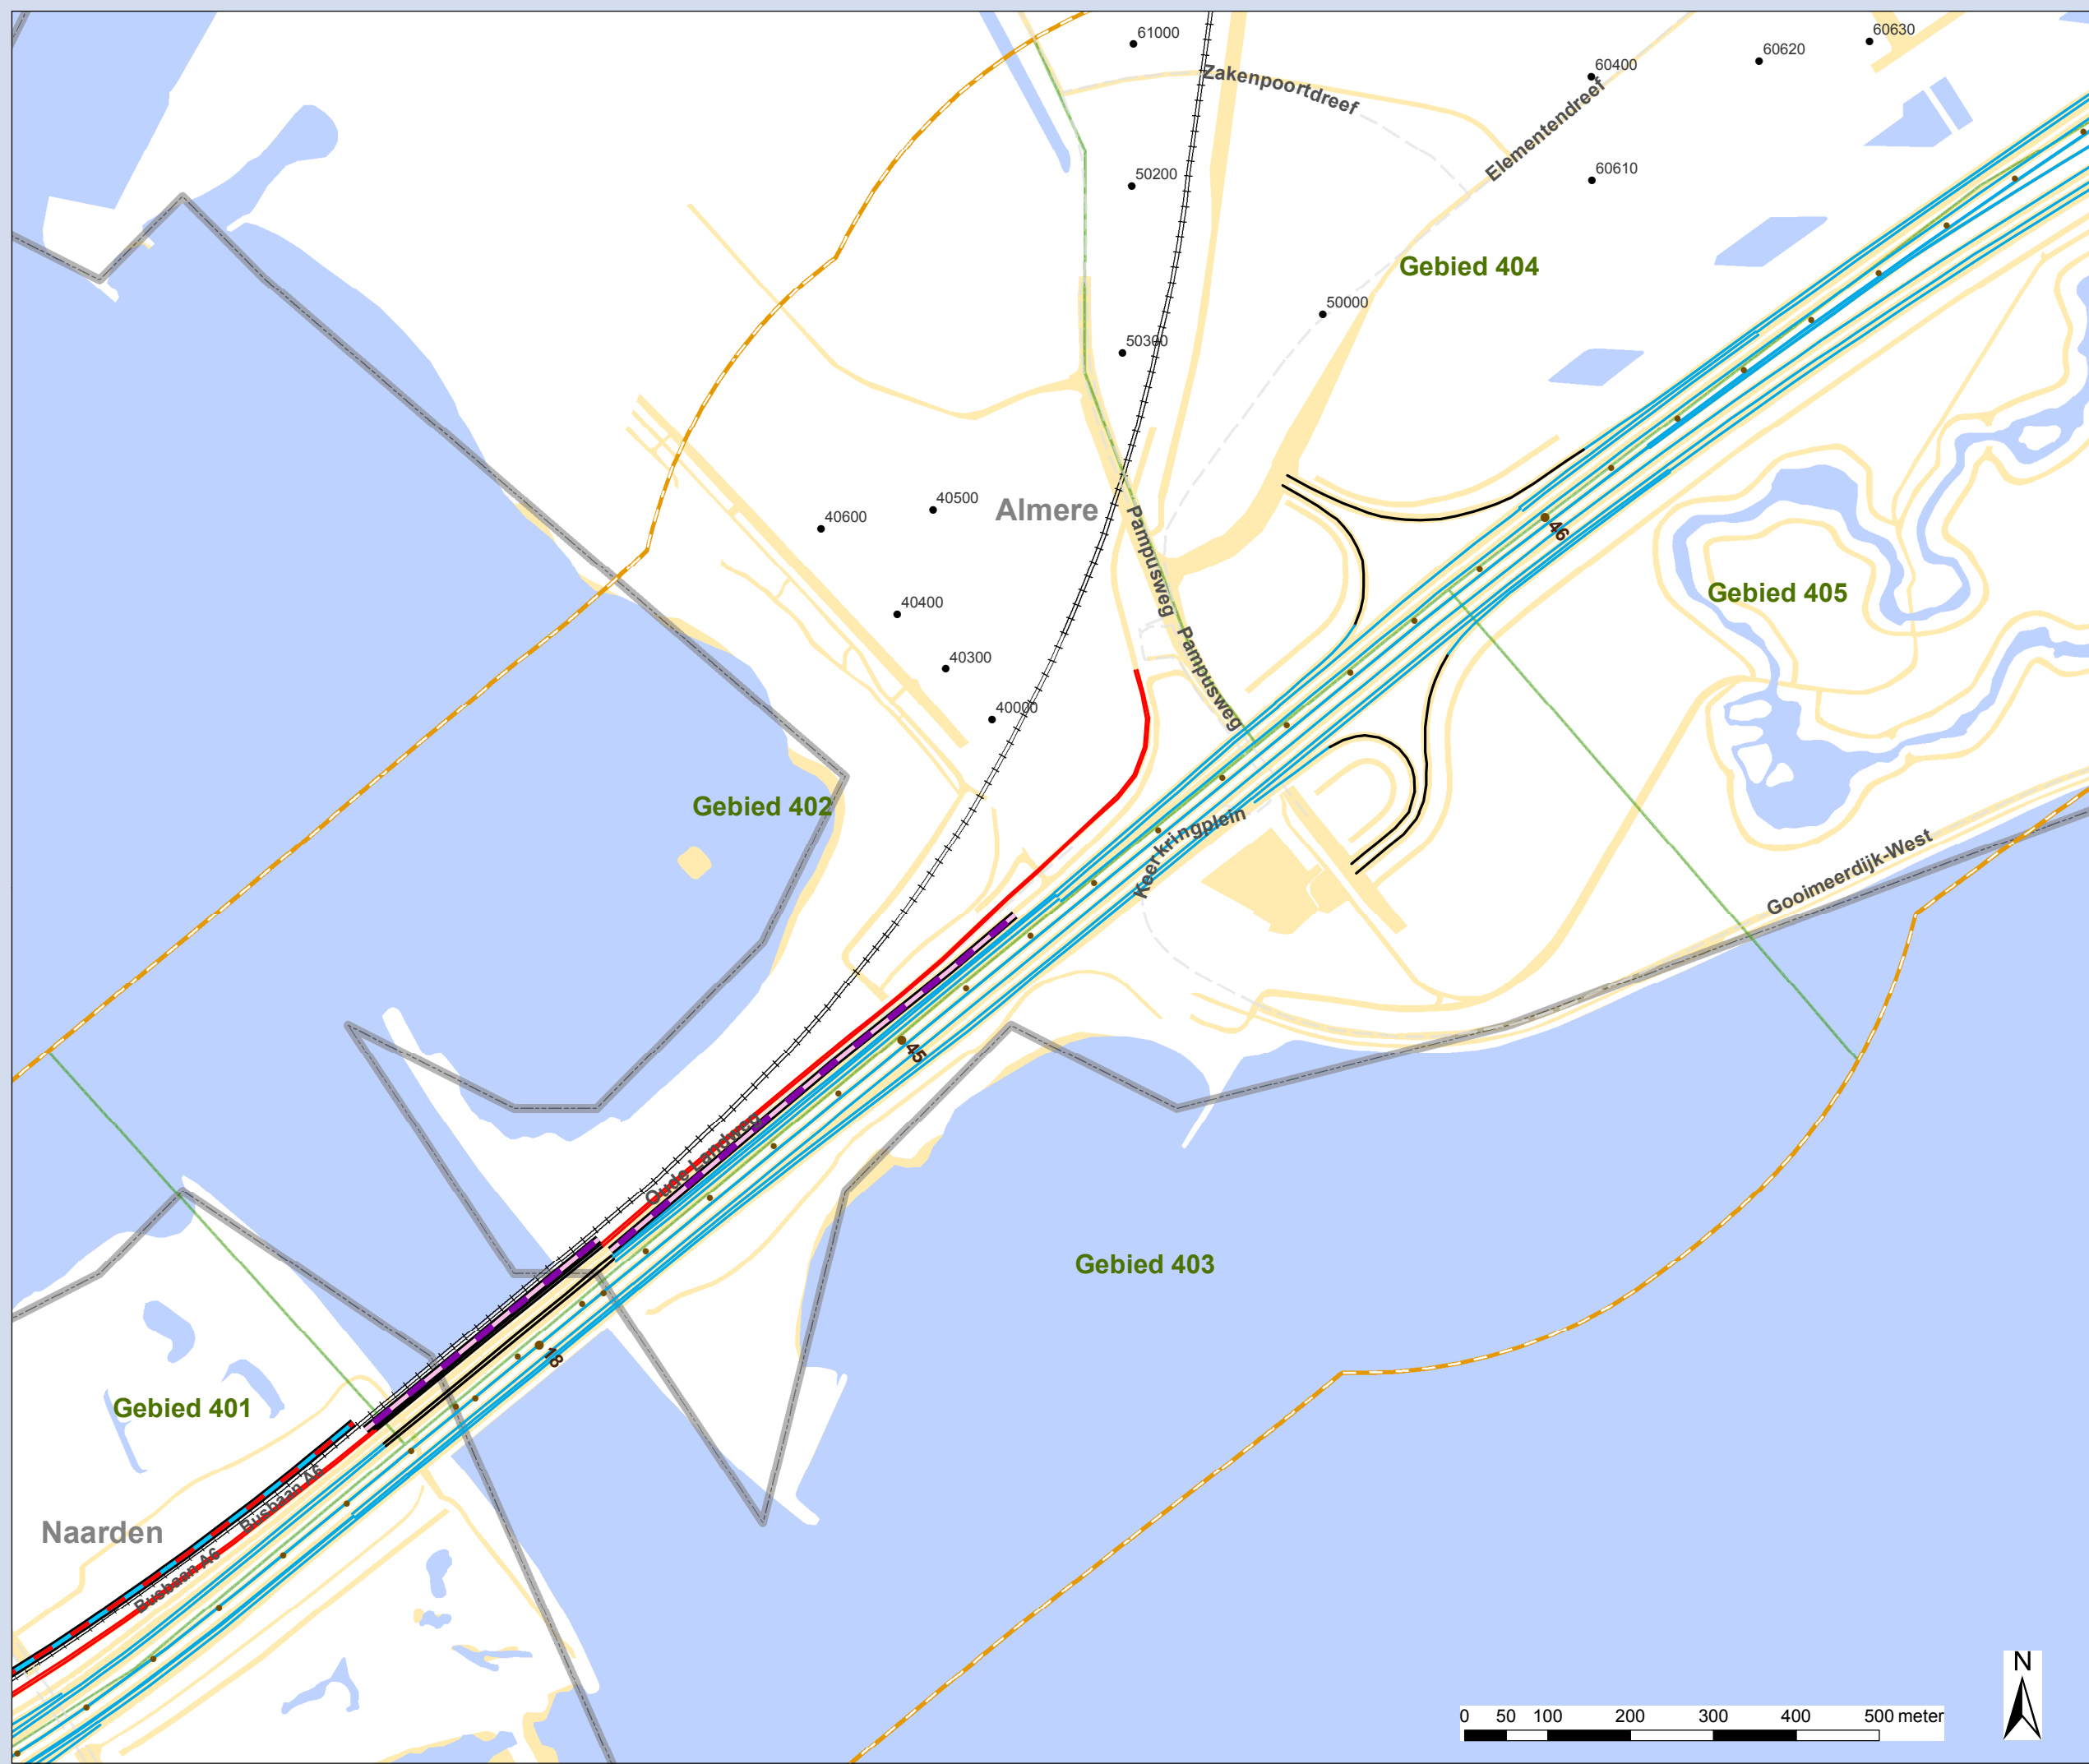 61000
60630
60620
Zakenpoortdreef
60400
Elementendreef
50200
60610
Gebied 404
50000
50300
40500
Almere
40600
Pampusweg
46
Gebied 405
40400
40300
Pampusweg
40000
Gebied 402
Keerkringplein
Gooimeerdijk-West
45
Oude Landweg
Gebied 403
18
Gebied 401
Busbaan A6
Naarden
Busbaan A6
N
0 50 100 200 300 400 500 meter